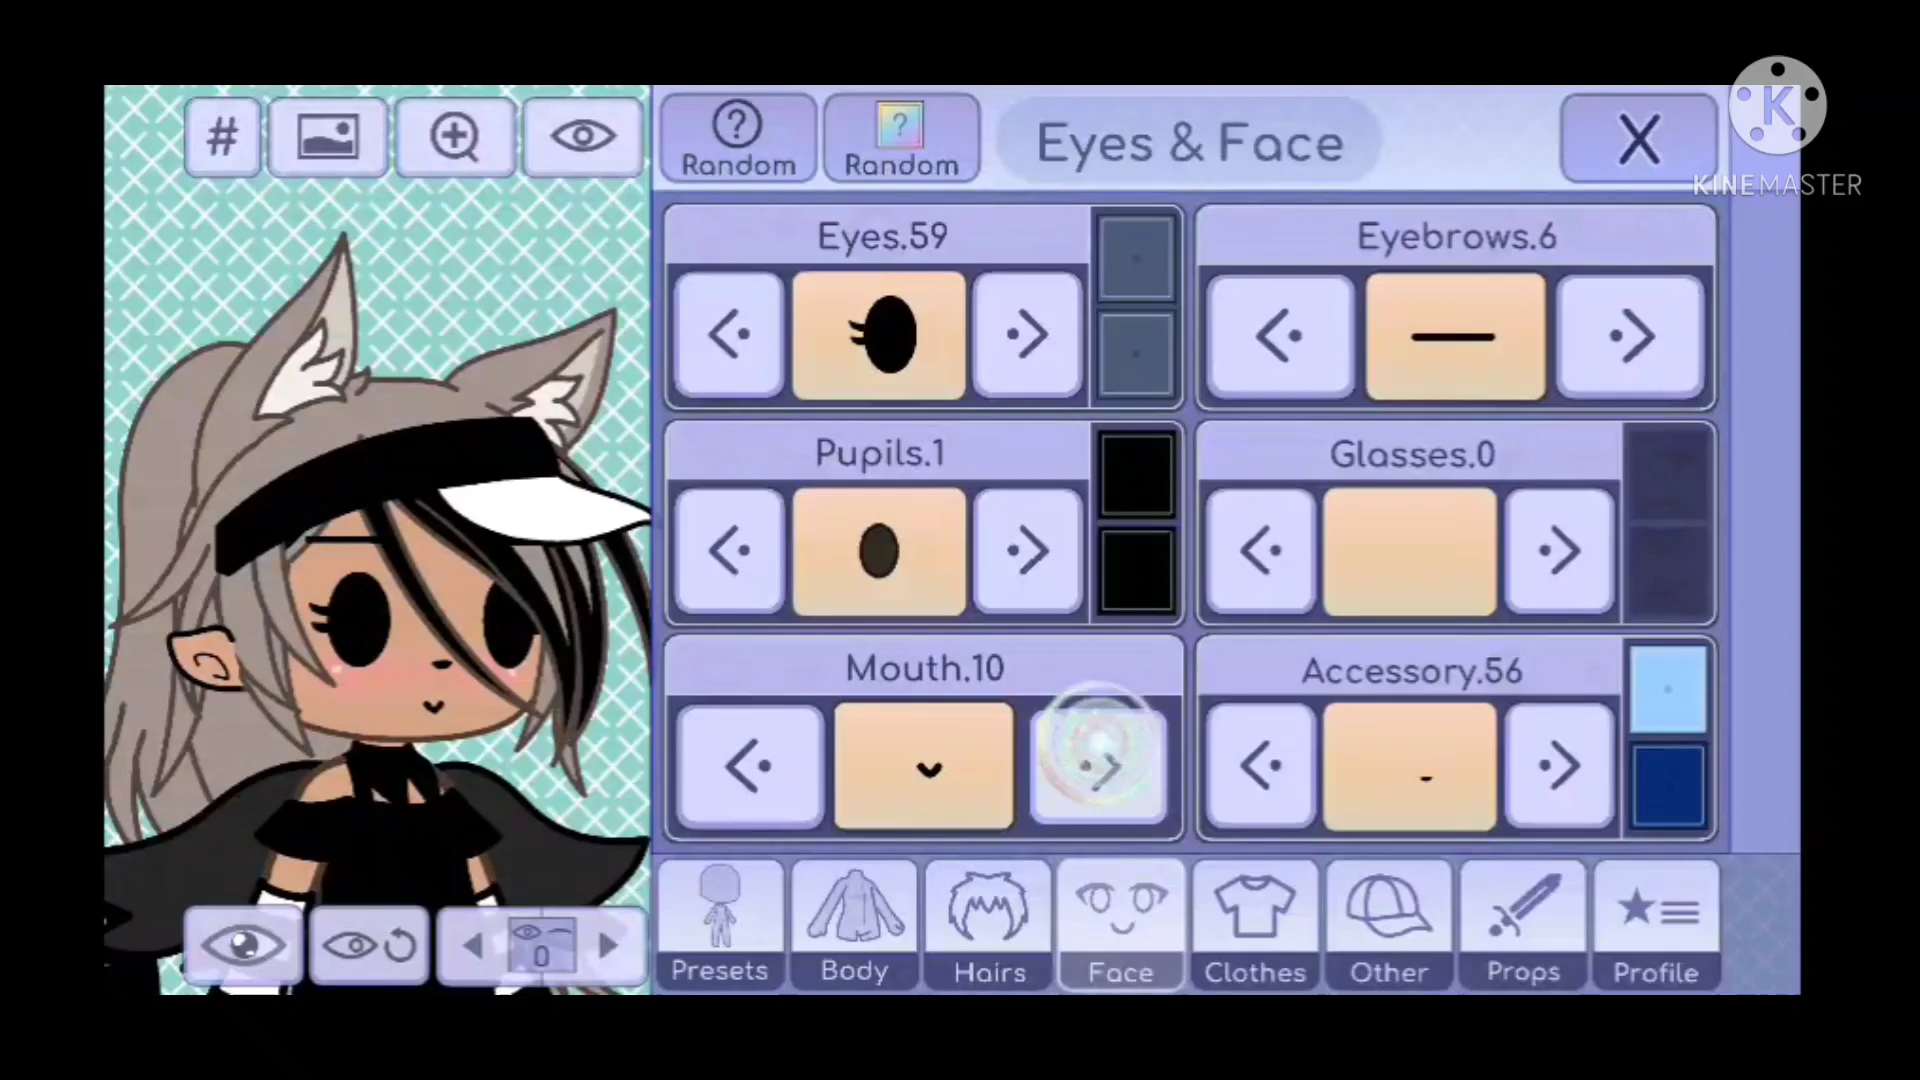 #
? Random
? Random
Eyes & Face
X
K
KINEMASTER
Eyes.59
Eyebrows.6
Pupils.1
Glasses.0
Mouth.10
Accessory.56
0
Presets
Body
Hairs
Face
Clothes
Other
Props
Profile